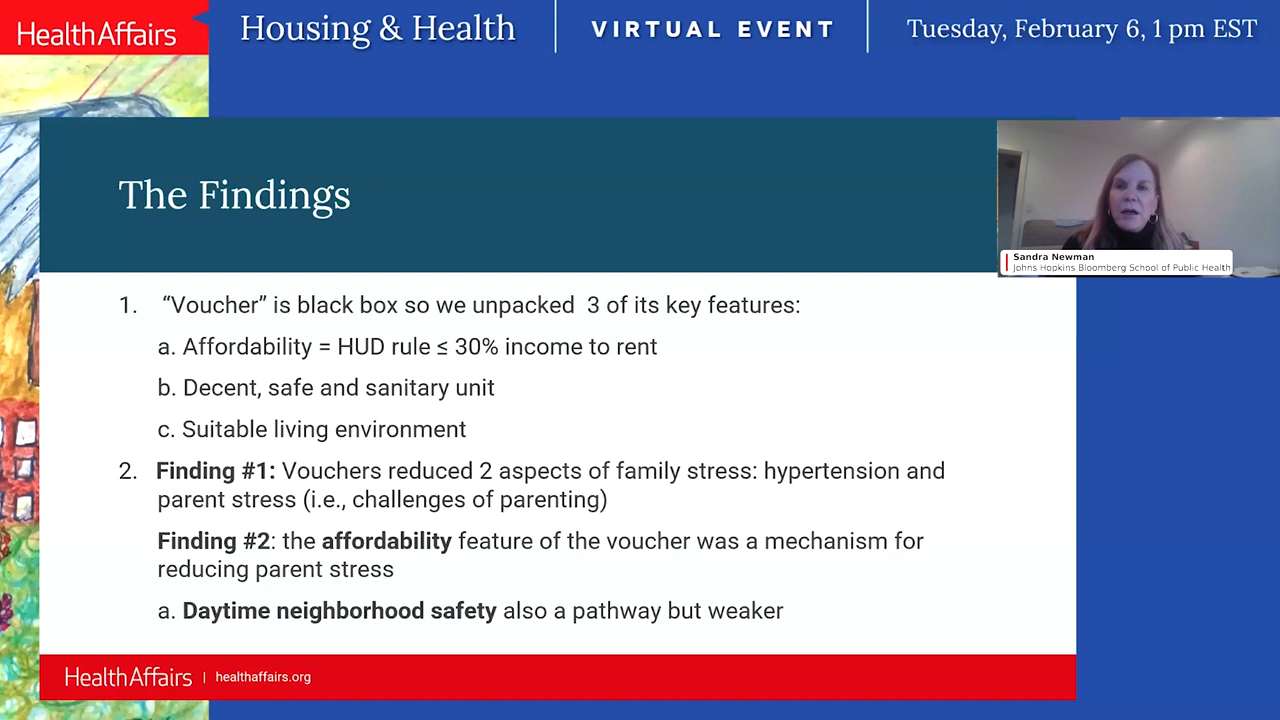 HealthAffairs
Housing & Health
VIRTUAL EVENT
Tuesday, February 6, 1 pm EST
The Findings
Sandra Newman
Johns Hopkins Bloomberg School of Public Health
1. “Voucher” is black box so we unpacked 3 of its key features:
a. Affordability = HUD rule ≤ 30% income to rent
b. Decent, safe and sanitary unit
c. Suitable living environment
2. Finding #1: Vouchers reduced 2 aspects of family stress: hypertension and
parent stress (i.e., challenges of parenting)
Finding #2: the affordability feature of the voucher was a mechanism for
reducing parent stress
a. Daytime neighborhood safety also a pathway but weaker
HealthAffairs | healthaffairs.org